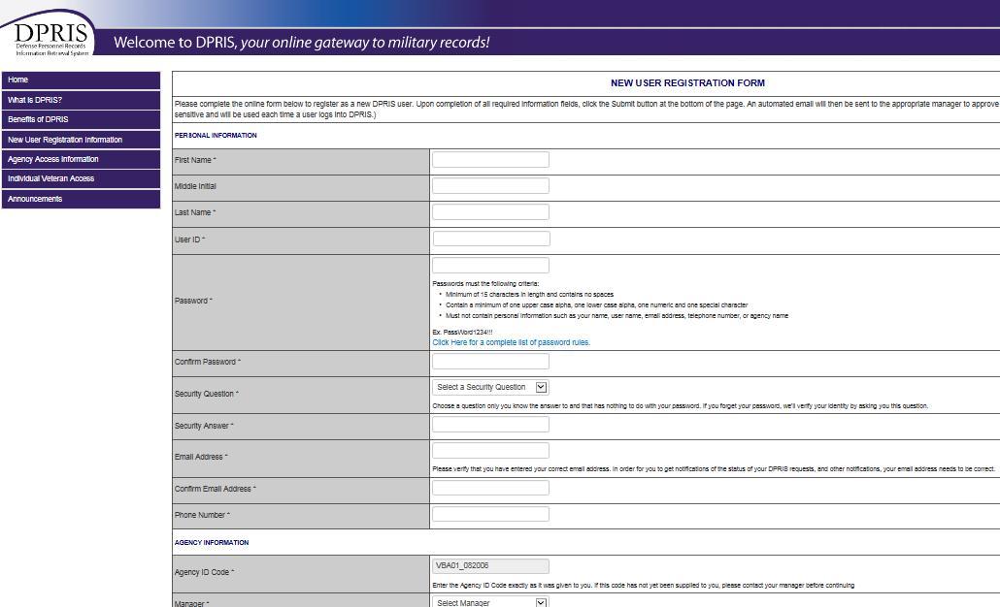 DPRIS
Defense Personnel Records
Information Retrieval System
Welcome to DPRIS, your online gateway to military records!
Home
What is DPRIS?
Benefits of DPRIS
New User Registration Information
Agency Access Information
Individual Veteran Access
Announcements
NEW USER REGISTRATION FORM
Please complete the online form below to register as a new DPRIS user. Upon completion of all required information fields, click the Submit button at the bottom of the page. An automated email will then be sent to the appropriate manager to approve
sensitive and will be used each time a user logs into DPRIS.)
PERSONAL INFORMATION
First Name *
Middle Initial
Last Name *
User ID *
Password *
Passwords must the following criteria:
• Minimum of 15 characters in length and contains no spaces
• Contain a minimum of one upper case alpha, one lower case alpha, one numeric and one special character
• Must not contain personal information such as your name, user name, email address, telephone number, or agency name
Ex. PassWord1234!!!
Click Here for a complete list of password rules.
Confirm Password *
Security Question *
Select a Security Question
Choose a question only you know the answer to and that has nothing to do with your password. If you forget your password, we'll verify your identity by asking you this question.
Security Answer *
Email Address *
Please verify that you have entered your correct email address. In order for you to get notifications of the status of your DPRIS requests, and other notifications, your email address needs to be correct.
Confirm Email Address *
Phone Number *
AGENCY INFORMATION
Agency ID Code *
VBA01_082006
Enter the Agency ID Code exactly as it was given to you. If this code has not yet been supplied to you, please contact your manager before continuing
Manager *
Select Manager